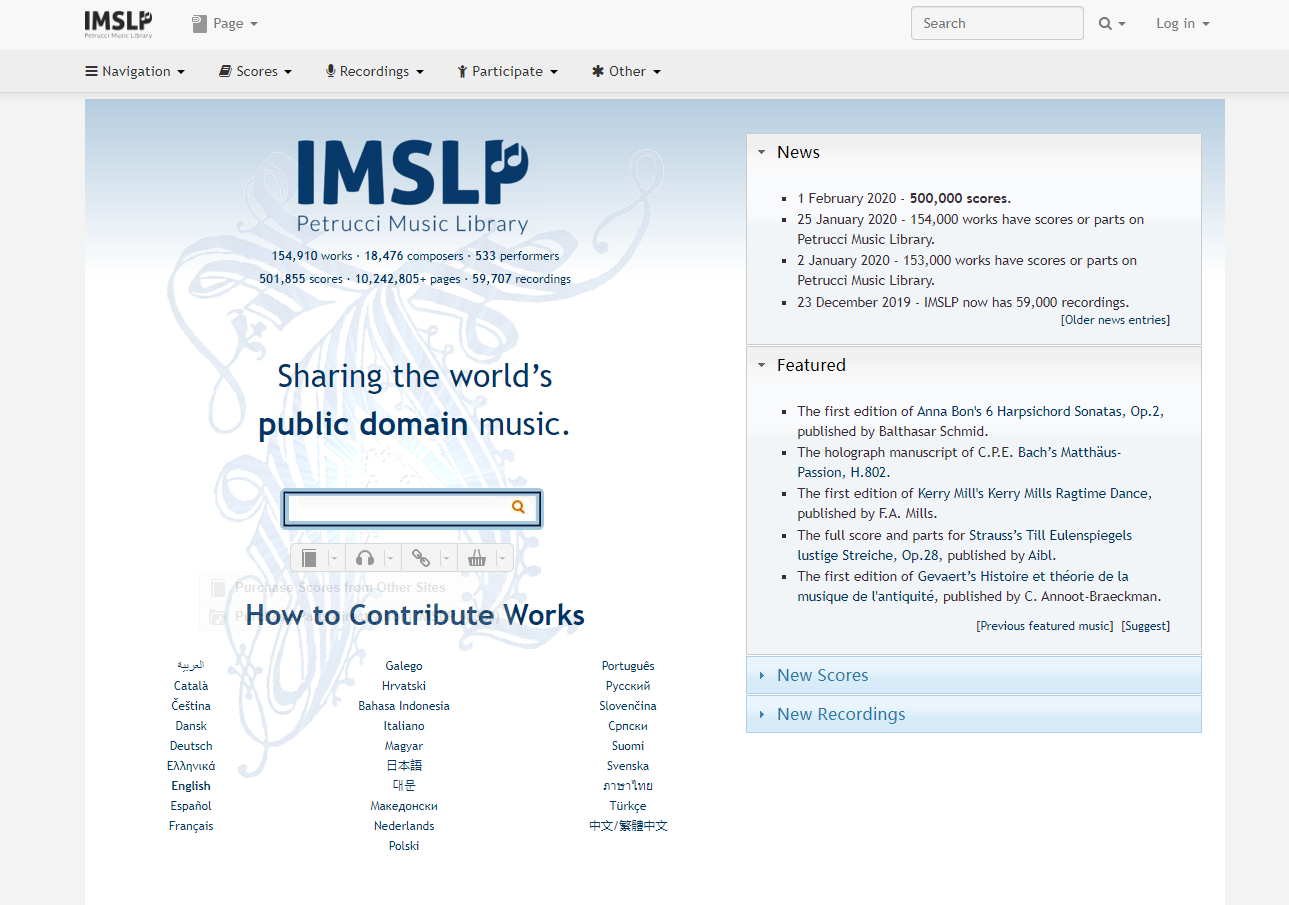 IMSLP
Petrucci Music Library
Page
Search
Log in
Navigation
Scores
Recordings
Participate
Other
IMSLP
Petrucci Music Library
154,910 works · 18,476 composers · 533 performers
501,855 scores · 10,242,805+ pages · 59,707 recordings
Sharing the world’s
public domain music.
Purchase Scores from Other Sites
How to Contribute Works
العربية
Català
Čeština
Dansk
Deutsch
Ελληνικά
English
Español
Français
Galego
Hrvatski
Bahasa Indonesia
Italiano
Magyar
日本語
대문
Македонски
Nederlands
Polski
Português
Русский
Slovenčina
Српски
Suomi
Svenska
ภาษาไทย
Türkçe
中文/繁體中文
News
1 February 2020 - 500,000 scores.
25 January 2020 - 154,000 works have scores or parts on
Petrucci Music Library.
2 January 2020 - 153,000 works have scores or parts on
Petrucci Music Library.
23 December 2019 - IMSLP now has 59,000 recordings.
[Older news entries]
Featured
The first edition of Anna Bon's 6 Harpsichord Sonatas, Op.2,
published by Balthasar Schmid.
The holograph manuscript of C.P.E. Bach’s Matthäus-
Passion, H.802.
The first edition of Kerry Mill's Kerry Mills Ragtime Dance,
published by F.A. Mills.
The full score and parts for Strauss’s Till Eulenspiegels
lustige Streiche, Op.28, published by Aibl.
The first edition of Gevaert’s Histoire et théorie de la
musique de l'antiquité, published by C. Annoot-Braeckman.
[Previous featured music] [Suggest]
New Scores
New Recordings